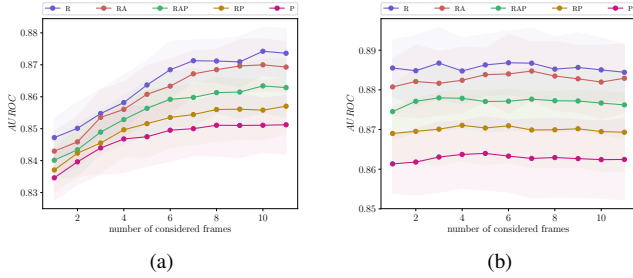 R RA RAP RP P
AU ROC
0.88
0.87
0.86
0.85
0.84
0.83
2 4 6 8 10
number of considered frames
(a)
R RA RAP RP P
AU ROC
0.89
0.88
0.87
0.86
0.85
2 4 6 8 10
number of considered frames
(b)